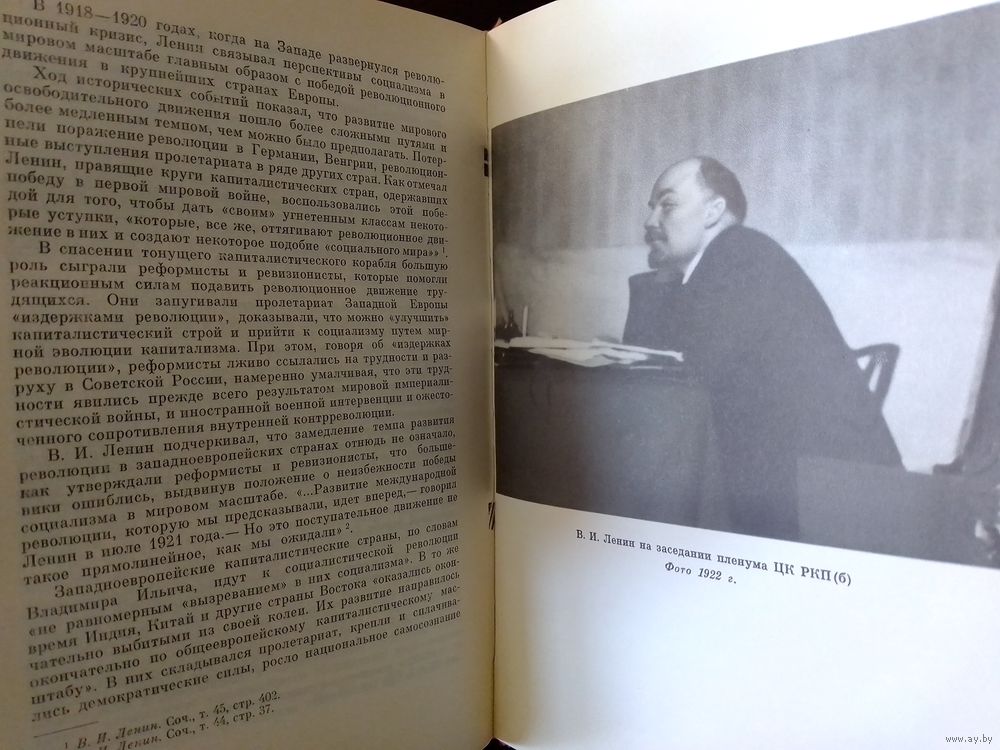 В 1918—1920 годах, когда на Западе развернулся револю-
ционный кризис, Ленин связывал перспективы социализма в
мировом масштабе главным образом с победой революционного
движения в крупнейших странах Европы.
Ход исторических событий показал, что развитие мирового
освободительного движения пошло более сложными путями и
более медленным темпом, чем можно было предполагать. Потер-
пели поражение революции в Германии, Венгрии, революцион-
ные выступления пролетариата в ряде других стран. Как отмечал
Ленин, правящие круги капиталистических стран, одержавших
победу в первой мировой войне, воспользовались этой побе-
дой для того, чтобы дать «своим» угнетенным классам некото-
рые уступки, «которые, все же, оттягивают революционное дви-
жение в них и создают некоторое подобие «социального мира»» 1.
В спасении тонущего капиталистического корабля большую
роль сыграли реформисты и ревизионисты, которые помогли
реакционным силам подавить революционное движение тру-
дящихся. Они запугивали пролетариат Западной Европы
«издержками революции», доказывали, что можно «улучшить»
капиталистический строй и прийти к социализму путем мир-
ной эволюции капитализма. При этом, говоря об «издержках
революции», реформисты лживо ссылались на трудности и раз-
руху в Советской России, намеренно умалчивая, что эти труд-
ности явились прежде всего результатом мировой империали-
стической войны, и иностранной военной интервенции и ожесто-
ченного сопротивления внутренней контрреволюции.
В. И. Ленин подчеркивал, что замедление темпа развития
революции в западноевропейских странах отнюдь не означало,
как утверждали реформисты и ревизионисты, что больше-
вики ошиблись, выдвинув положение о неизбежности победы
социализма в мировом масштабе. «...Развитие международной
революции, которую мы предсказывали, идет вперед,— говорил
Ленин в июле 1921 года.— Но это поступательное движение не
такое прямолинейное, как мы ожидали» 2.
Западноевропейские капиталистические страны, по словам
Владимира Ильича, идут к социалистической революции
«не равномерным «вызреванием» в них социализма». В то же
время Индия, Китай и другие страны Востока «оказались окон-
чательно выбитыми из своей колеи. Их развитие направилось
окончательно по общеевропейскому капиталистическому мас-
штабу». В них складывался пролетариат, крепли и сплачива-
лись демократические силы, росло национальное самосознание
1 В. И. Ленин. Соч., т. 45, стр. 402.
И. Ленин. Соч., т. 44, стр. 37.
В. И. Ленин на заседании пленума ЦК РКП(б)
Фото 1922 г.
www.ay.by